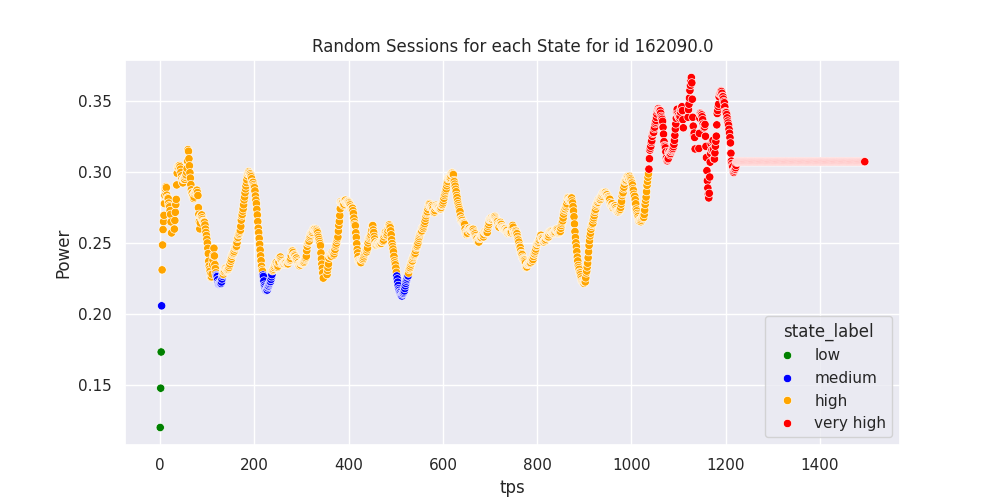 Random Sessions for each State for id 162090.0
Power
0.35
0.30
0.25
0.20
0.15
0
200
400
600
800
1000
1200
1400
tps
state_label
low
medium
high
very high